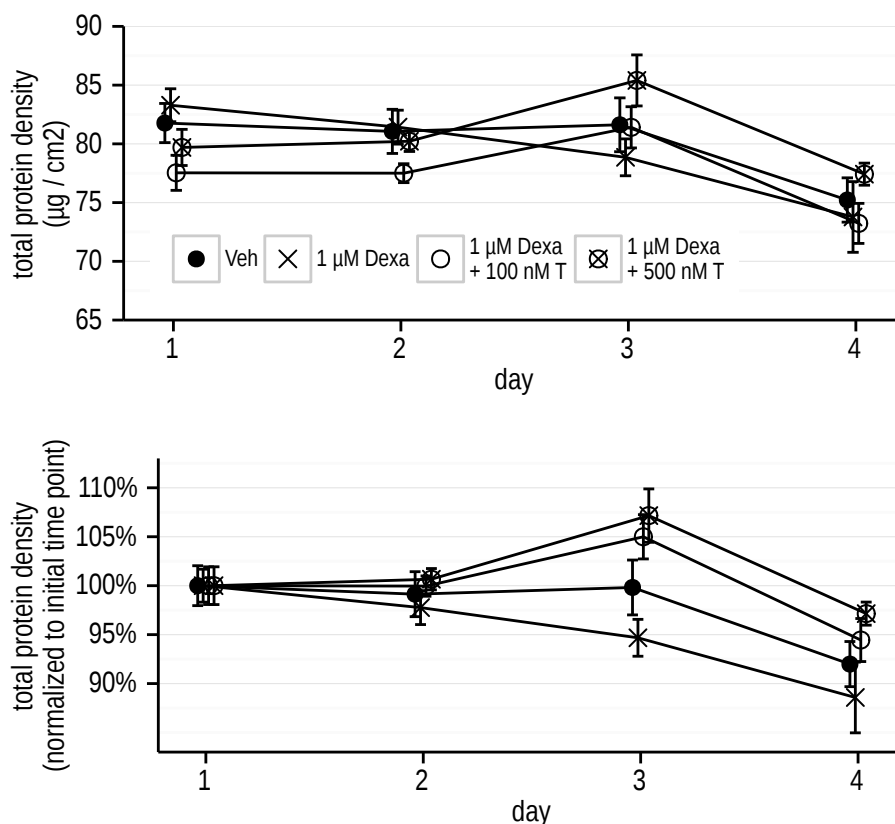 total protein density
(µg / cm2)
90
85
80
75
70
65
Veh
1 µM Dexa
1 µM Dexa
+ 100 nM T
1 µM Dexa
+ 500 nM T
1
2
3
4
day
total protein density
(normalized to initial time point)
110%
105%
100%
95%
90%
1
2
3
4
day